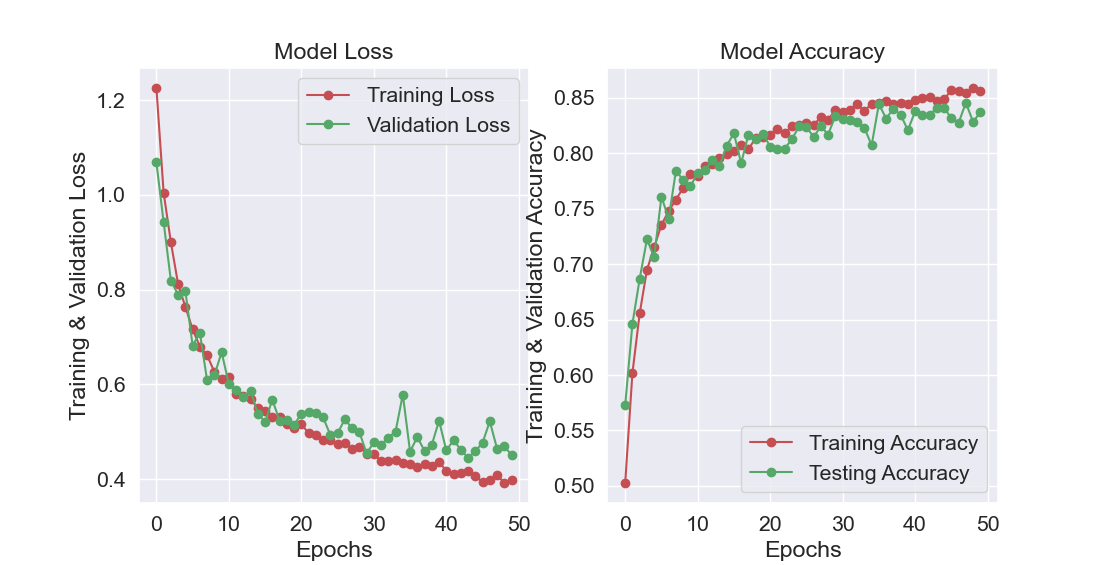 Model Loss
Training & Validation Loss
1.2
1.0
0.8
0.6
0.4
Training Loss
Validation Loss
0 10 20 30 40 50
Epochs
Model Accuracy
Training & Validation Accuracy
0.85
0.80
0.75
0.70
0.65
0.60
0.55
0.50
Training Accuracy
Testing Accuracy
0 10 20 30 40 50
Epochs